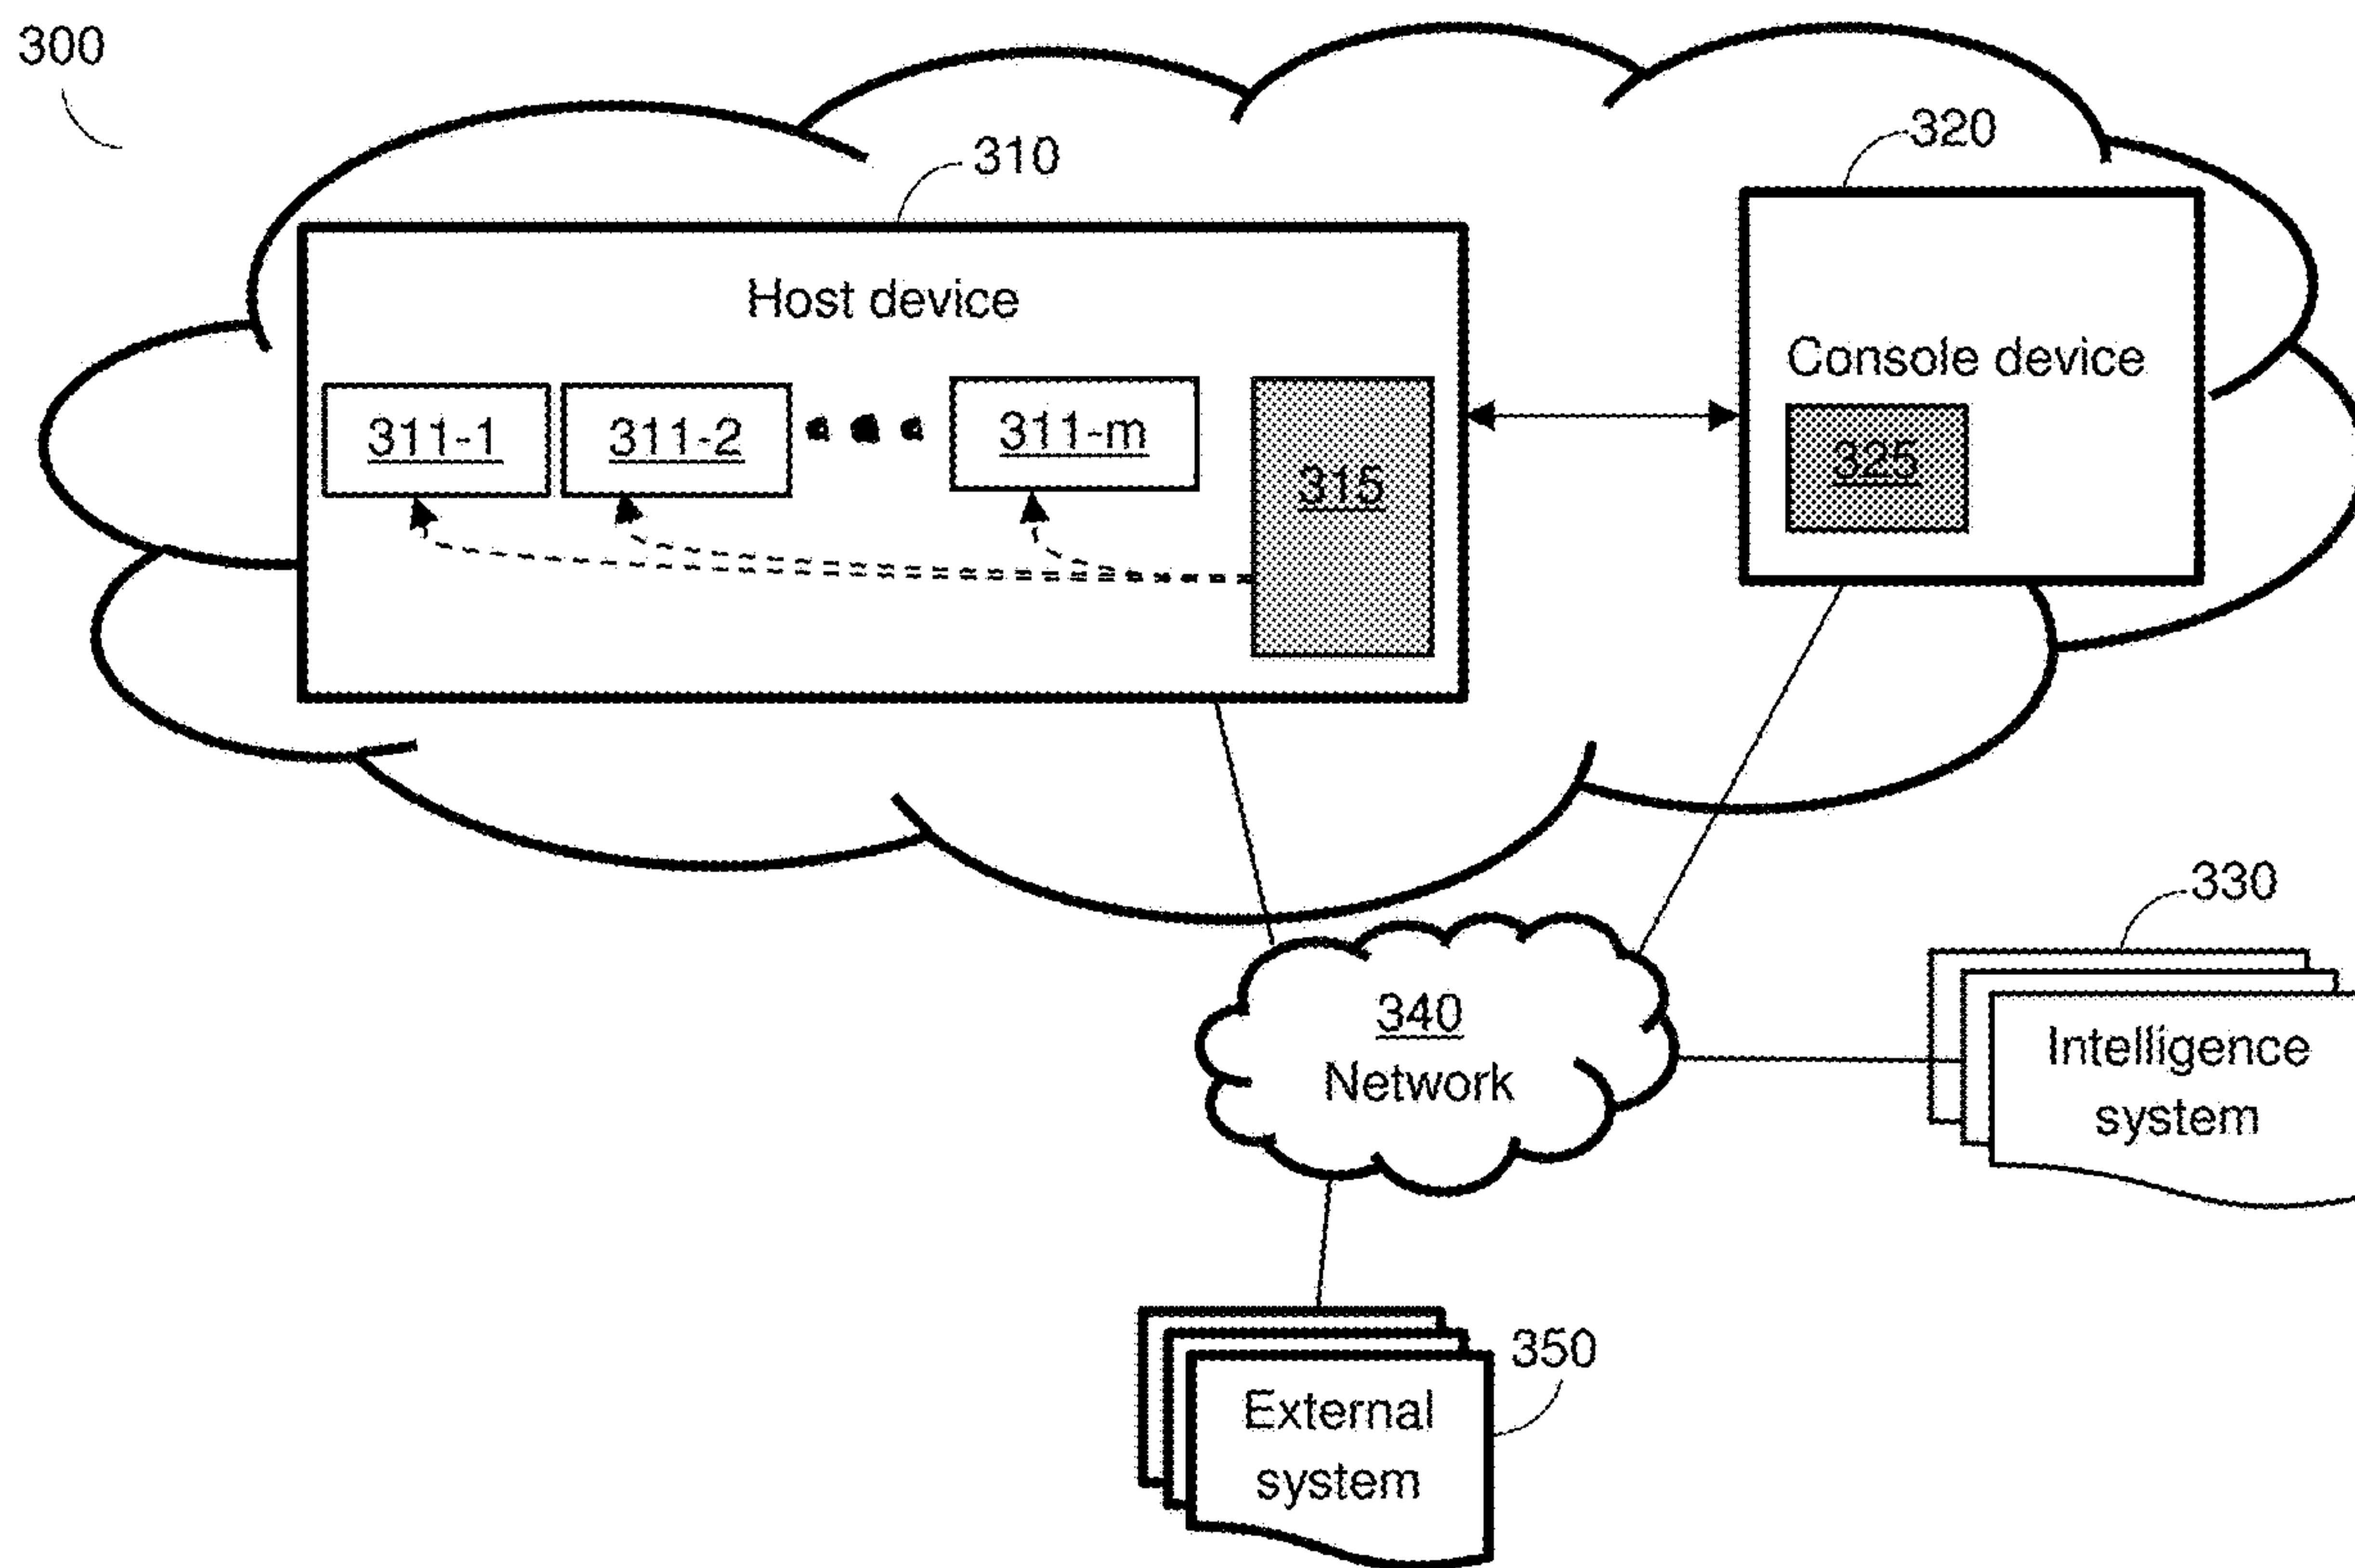 300
310
320
Host device
Console device
311-1
311-2
311-m
315
325
330
340
Network
Intelligence
system
350
External
system